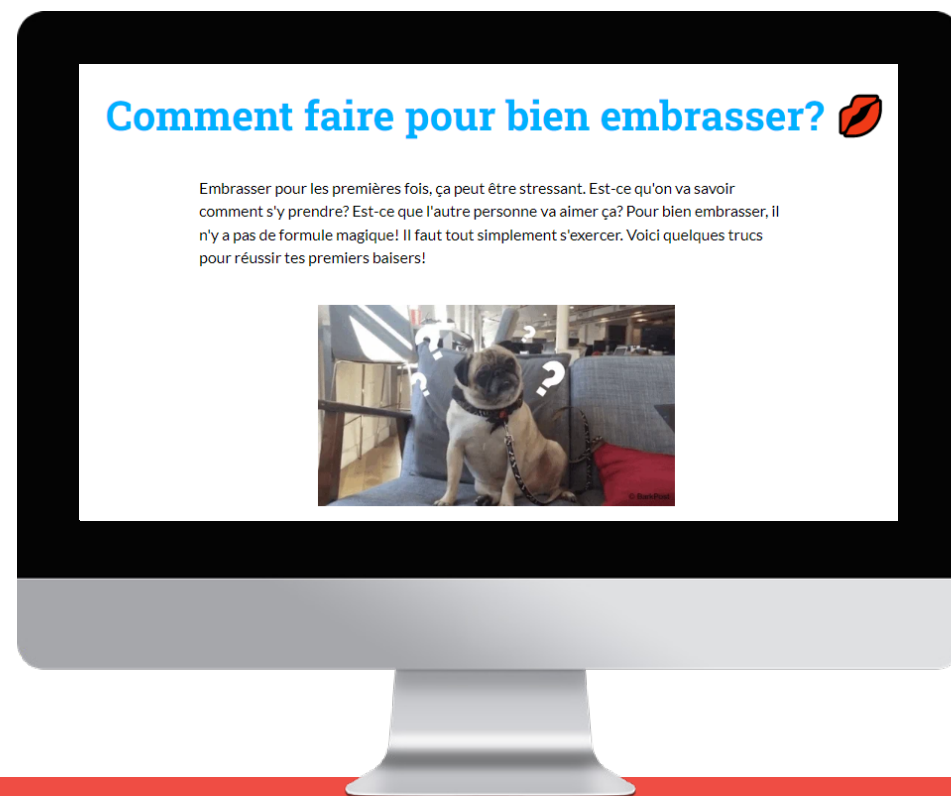 Comment faire pour bien embrasser?
Embrasser pour les premières fois, ça peut être stressant. Est-ce qu'on va savoir
comment s'y prendre? Est-ce que l'autre personne va aimer ça? Pour bien embrasser, il
n'y a pas de formule magique! Il faut tout simplement s'exercer. Voici quelques trucs
pour réussir tes premiers baisers!
? ?
? ?
© BarkPost